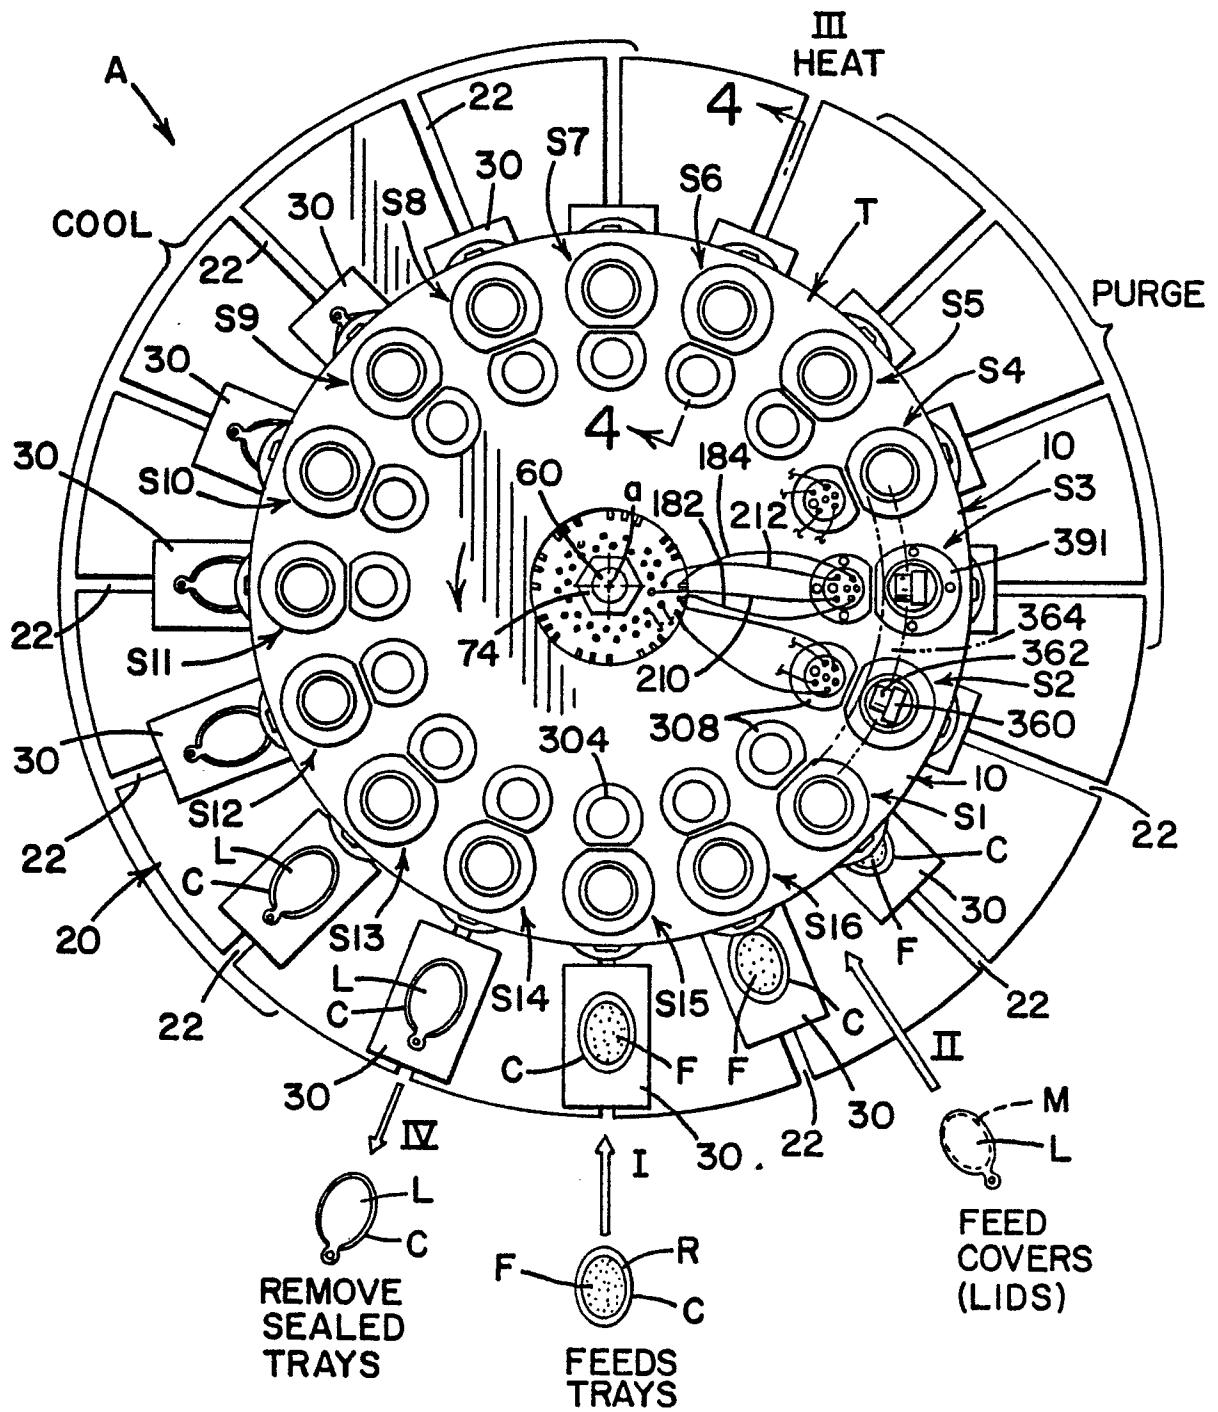 III
HEAT
A
4
22
S7
30
S6
30
S8
T
COOL
22
PURGE
S9
S5
30
S4
4
30
S10
184
10
60
a
182
212
S3
391
22
S11
74
210
364
362
S2
360
308
304
30
S12
10
S1
22
22
L
C
C
20
30
F
S13
S14
S15
S16
22
L
C
F
C
22
22
C
F
F
II
30
30
30
22
M
L
IV
I
L
C
F
R
C
FEED
COVERS
(LIDS)
REMOVE
SEALED
TRAYS
FEEDS
TRAYS